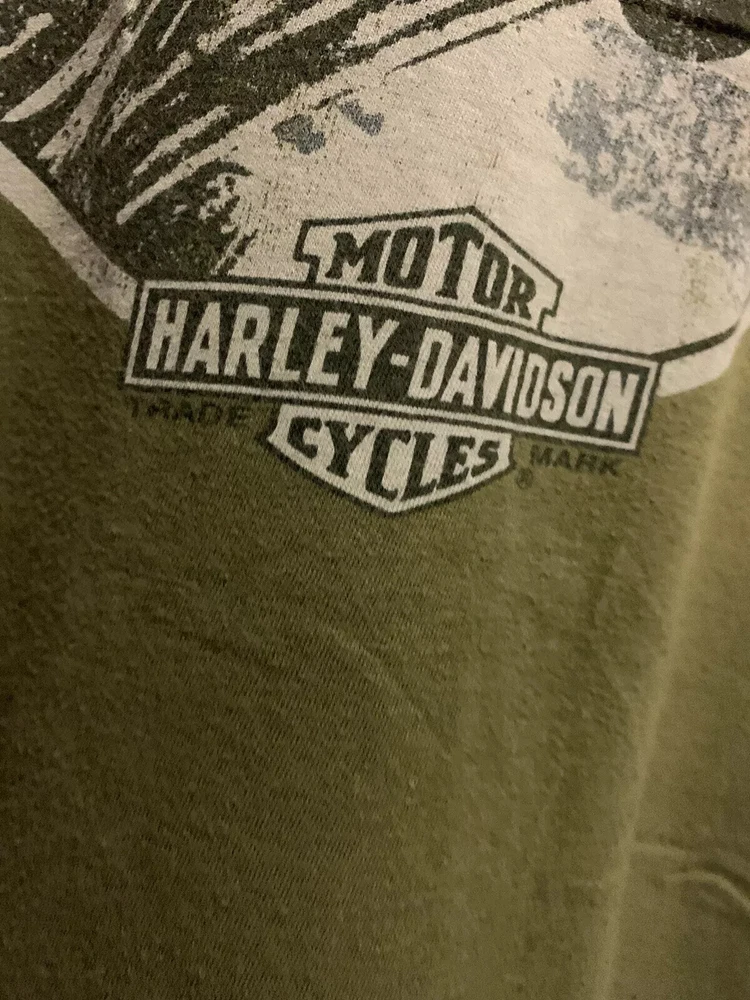 MOTOR
HARLEY-DAVIDSON
TRADE CYCLES MARK
®